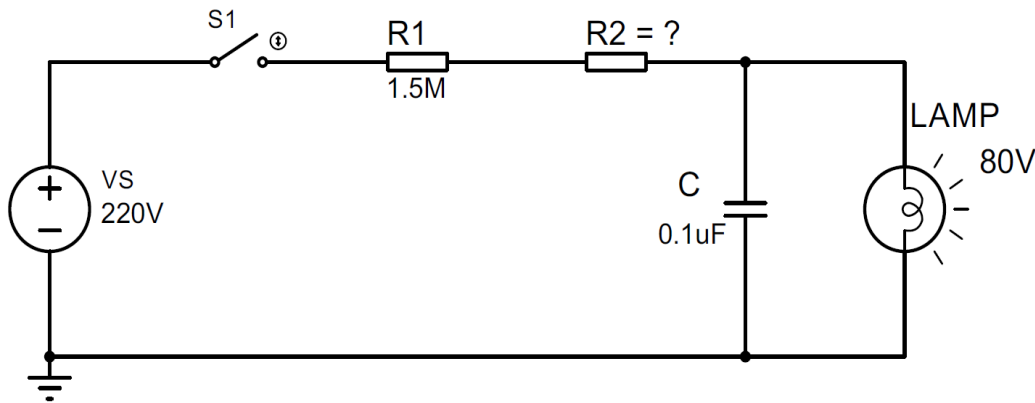 S1
R1
1.5M
R2 = ?
LAMP
80V
VS
220V
C
0.1uF